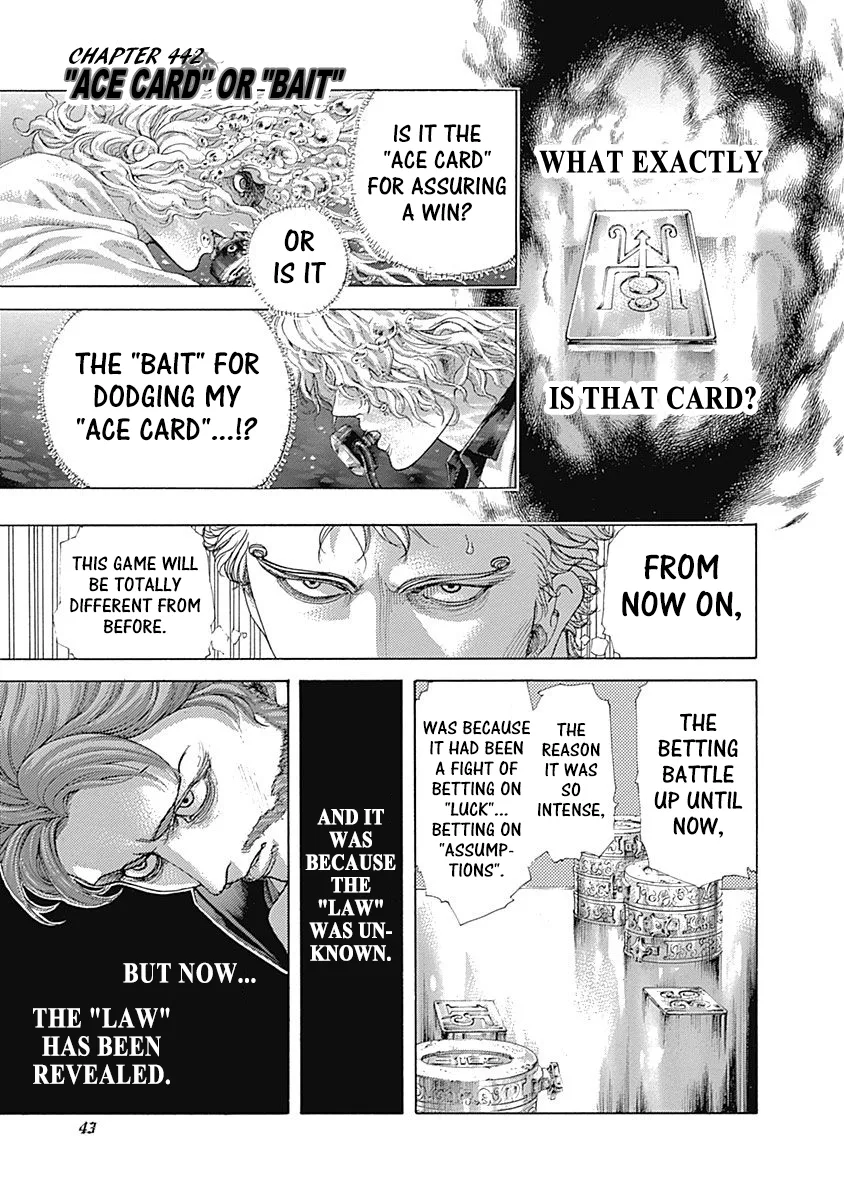 CHAPTER 442
"ACE CARD" OR "BAIT"
WHAT EXACTLY
IS THAT CARD?
IS IT THE
"ACE CARD"
FOR ASSURING
A WIN?
OR
IS IT
THE "BAIT" FOR
DODGING MY
"ACE CARD"...!?
FROM
NOW ON,
THIS GAME WILL
BE TOTALLY
DIFFERENT FROM
BEFORE.
THE
BETTING
BATTLE
UP UNTIL
NOW,
THE
REASON
IT WAS
SO
INTENSE,
WAS BECAUSE
IT HAD BEEN
A FIGHT OF
BETTING ON
"LUCK"...
BETTING ON
"ASSUMP-
TIONS".
AND IT
WAS
BECAUSE
THE
"LAW"
WAS UN-
KNOWN.
BUT NOW...
THE "LAW"
HAS BEEN
REVEALED.
43